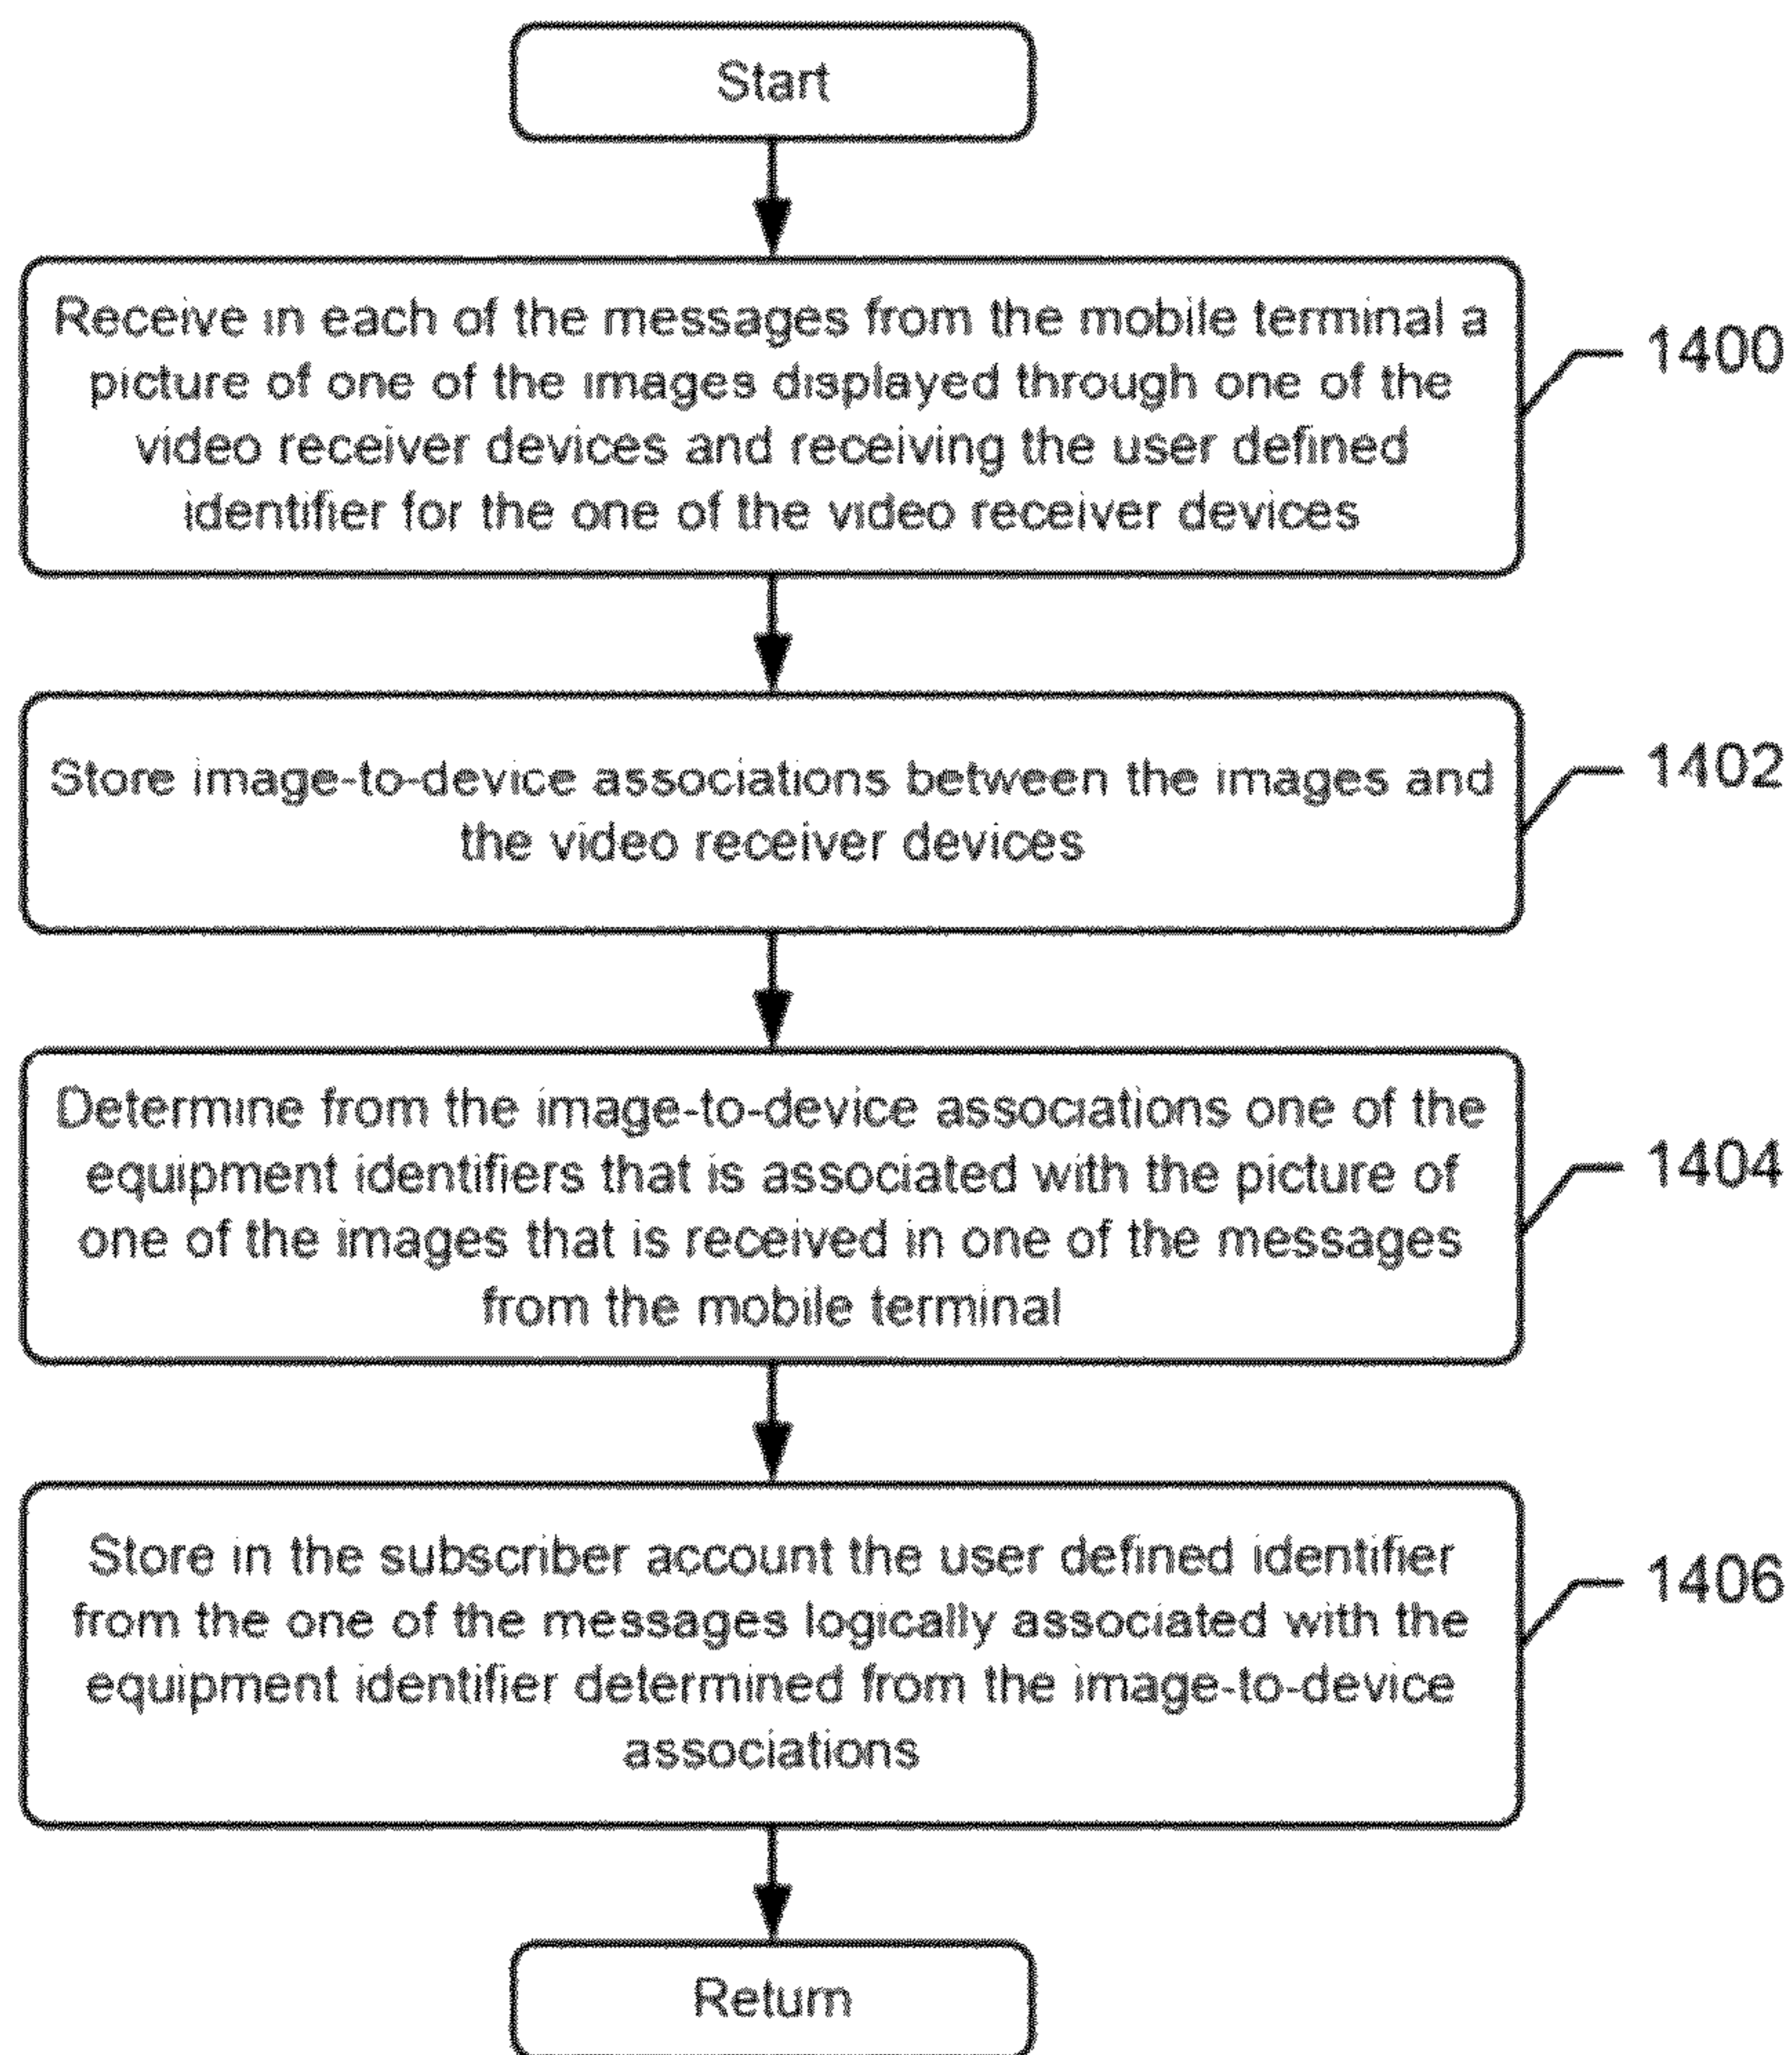 Start
Receive in each of the messages from the mobile terminal a
picture of one of the images displayed through one of the
video receiver devices and receiving the user defined
identifier for the one of the video receiver devices
1400
Store image-to-device associations between the images and
the video receiver devices
1402
Determine from the image-to-device associations one of the
equipment identifiers that is associated with the picture of
one of the images that is received in one of the messages
from the mobile terminal
1404
Store in the subscriber account the user defined identifier
from the one of the messages logically associated with the
equipment identifier determined from the image-to-device
associations
1406
Return